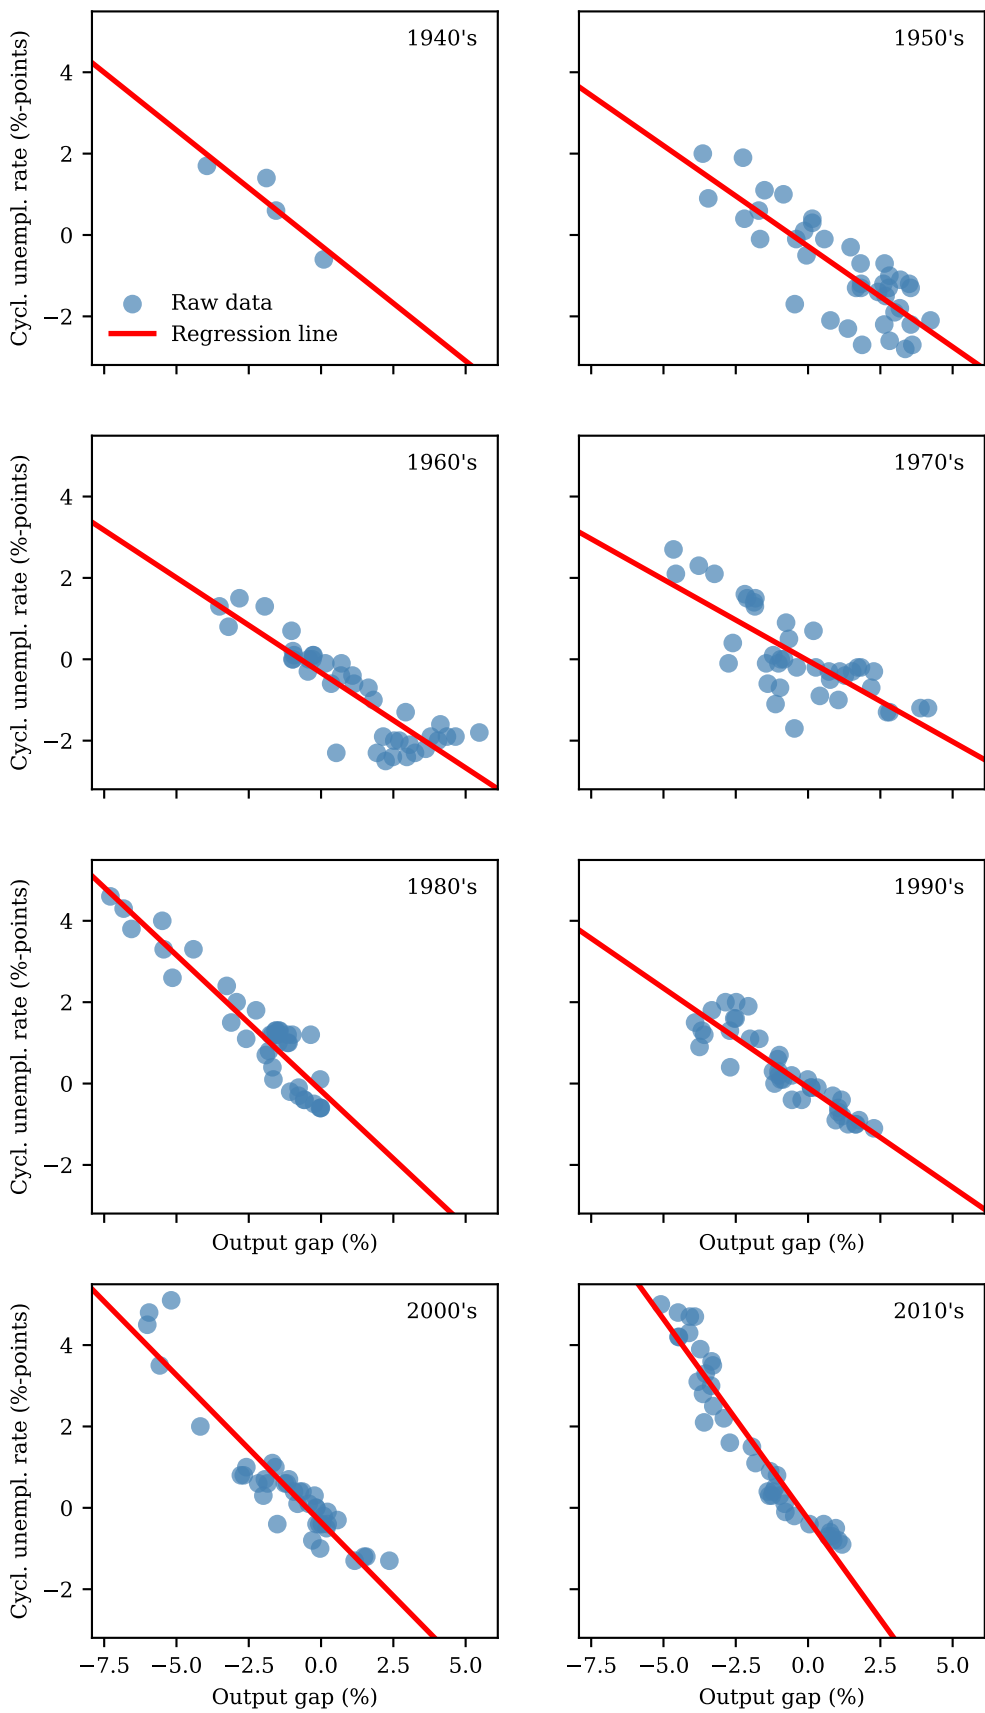 1940's
1950's
Cycl. unempl. rate (%-points)
4
2
0
−2
Raw data
Regression line
1960's
1970's
Cycl. unempl. rate (%-points)
4
2
0
−2
1980's
1990's
Cycl. unempl. rate (%-points)
4
2
0
−2
Output gap (%)
Output gap (%)
2000's
2010's
Cycl. unempl. rate (%-points)
4
2
0
−2
−7.5 −5.0 −2.5 0.0 2.5 5.0
−7.5 −5.0 −2.5 0.0 2.5 5.0
Output gap (%)
Output gap (%)